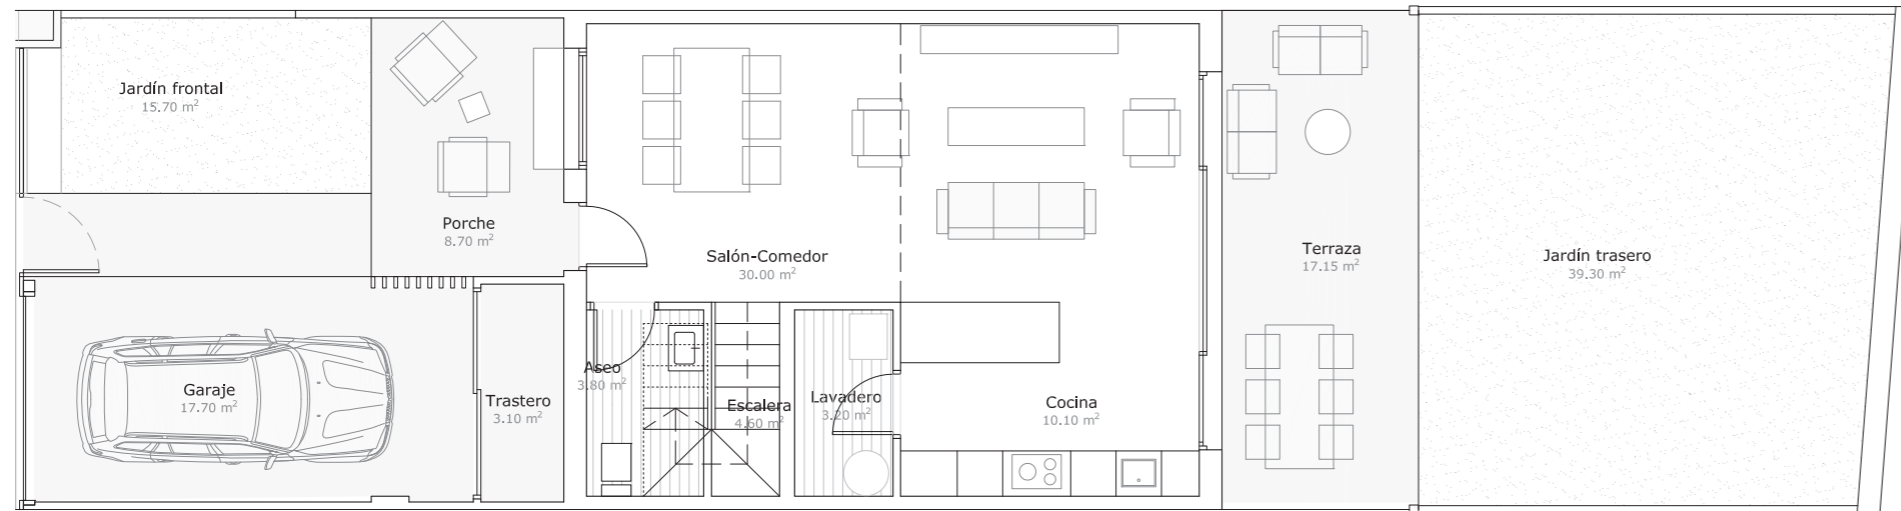 Jardín frontal
15.70 m²
Porche
8.70 m²
Salón-Comedor
30.00 m²
Terraza
17.15 m²
Jardín trasero
39.30 m²
Garaje
17.70 m²
Trastero
3.10 m²
Aseo
3.80 m²
Escalera
4.60 m²
Lavadero
3.20 m²
Cocina
10.10 m²